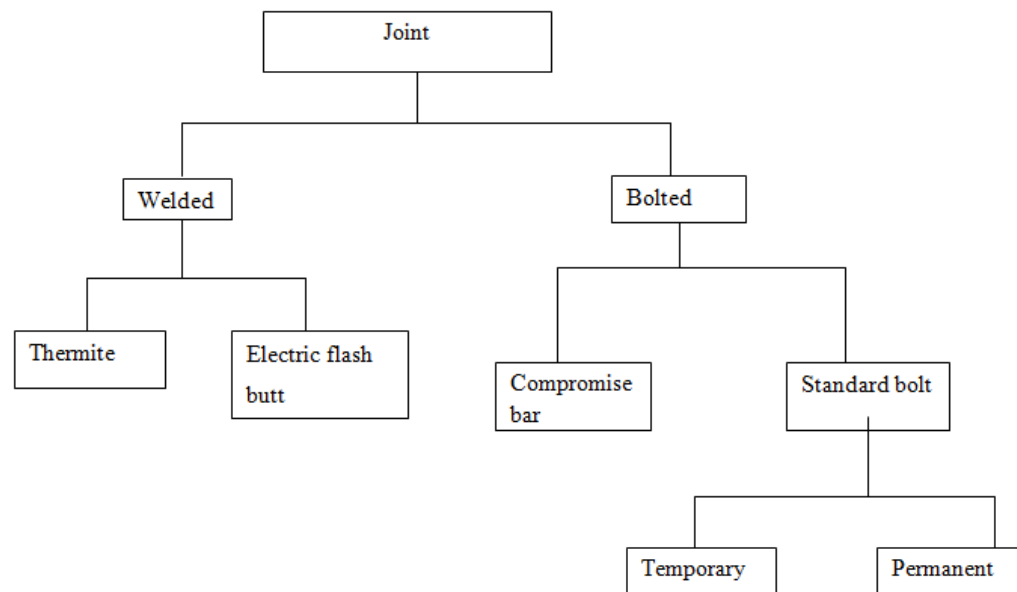 Joint
Welded
Bolted
Thermite
Electric flash
butt
Compromise
bar
Standard bolt
Temporary
Permanent